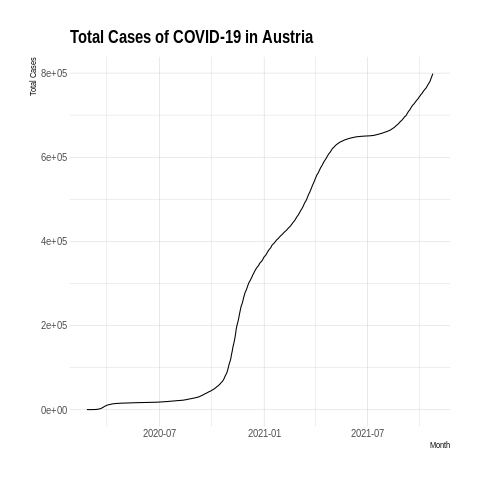 Total Cases of COVID-19 in Austria
Total Cases
8e+05
6e+05
4e+05
2e+05
0e+00
2020-07 2021-01 2021-07
Month